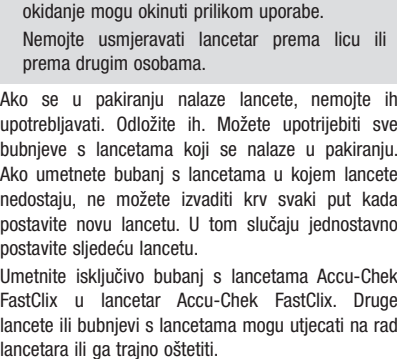 okidanje mogu okinuti prilikom uporabe.
Nemojte usmjeravati lancetar prema licu ili
prema drugim osobama.
Ako se u pakiranju nalaze lancete, nemojte ih
upotrebljavati. Odložite ih. Možete upotrijebiti sve
bubnjeve s lancetama koji se nalaze u pakiranju.
Ako umetnete bubanj s lancetama u kojem lancete
nedostaju, ne možete izvaditi krv svaki put kada
postavite novu lancetu. U tom slučaju jednostavno
postavite sljedeću lancetu.
Umetnite isključivo bubanj s lancetama Accu-Chek
FastClix u lancetar Accu-Chek FastClix. Druge
lancete ili bubnjevi s lancetama mogu utjecati na rad
lancetara ili ga trajno oštetiti.